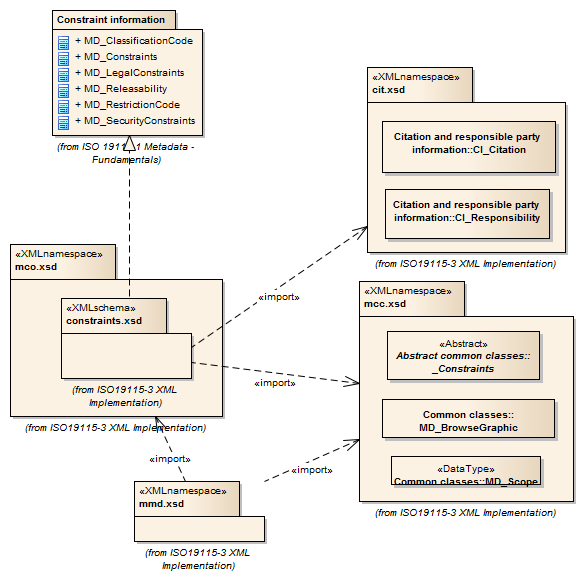 Constraint information
+ MD_ClassificationCode
+ MD_Constraints
+ MD_LegalConstraints
+ MD_Releasability
+ MD_RestrictionCode
+ MD_SecurityConstraints
(from ISO 1911 1 Metadata -
Fundamentals)
«XMLnamespace»
cit.xsd
Citation and responsible party
information::CI_Citation
Citation and responsible party
information::CI_Responsibility
(from ISO19115-3 XML Implementation)
«XMLnamespace»
mco.xsd
«XMLschema»
constraints.xsd
(from ISO19115-3 XML
Implementation)
(from ISO19115-3 XML Implementation)
«import»
«import»
«XMLnamespace»
mcc.xsd
«Abstract»
Abstract common classes::
_Constraints
Common classes::
MD_BrowseGraphic
«DataType»
Common classes::MD_Scope
(from ISO19115-3 XML Implementation)
«import»
«import»
«XMLnamespace»
mmd.xsd
(from ISO19115-3 XML
Implementation)